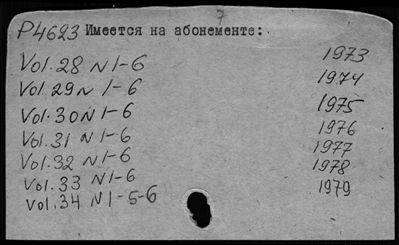 P4623 Имеется на абонементе:
Vol. 28 N 1-6 1973
Vol. 29 N 1-6 1974
Vol. 30 N 1-6 1975
Vol. 31 N 1-6 1976
Vol. 32 N 1-6 1977
Vol. 33 N 1-6 1978
Vol. 34 N 1-5-6 1979